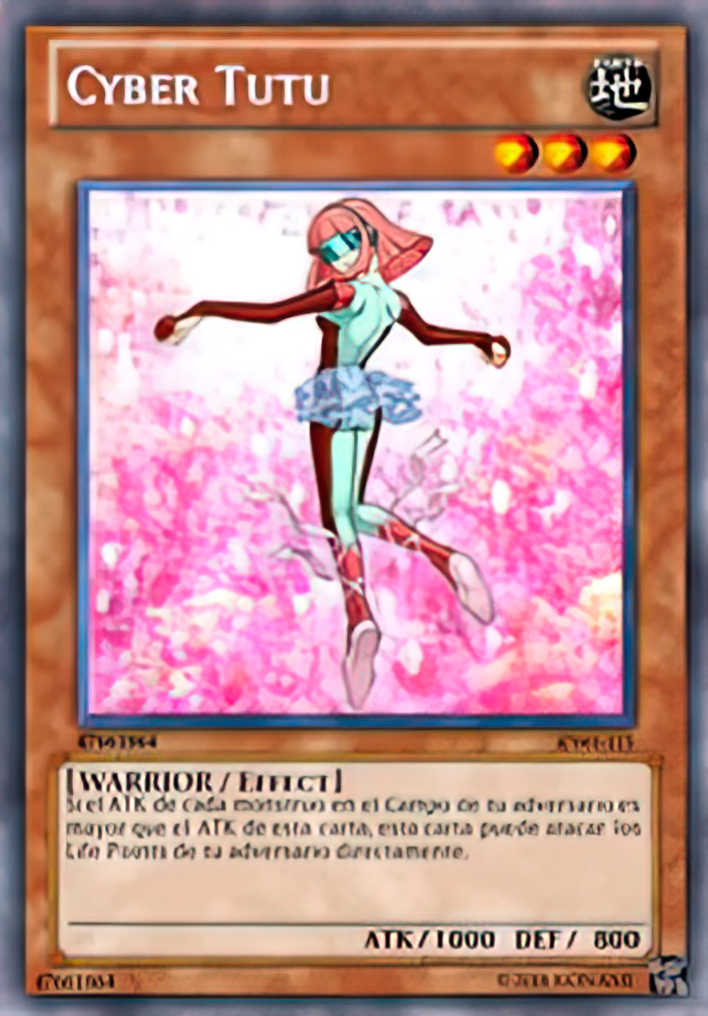 CYBER TUTU
地
[WARRIOR / EFFECT]
Si el ATK de cada monstruo en el Campo de tu adversario es
mayor que el ATK de esta carta, esta carta puede atacar los
Life Points de tu adversario directamente.
ATK/1000 DEF/ 800